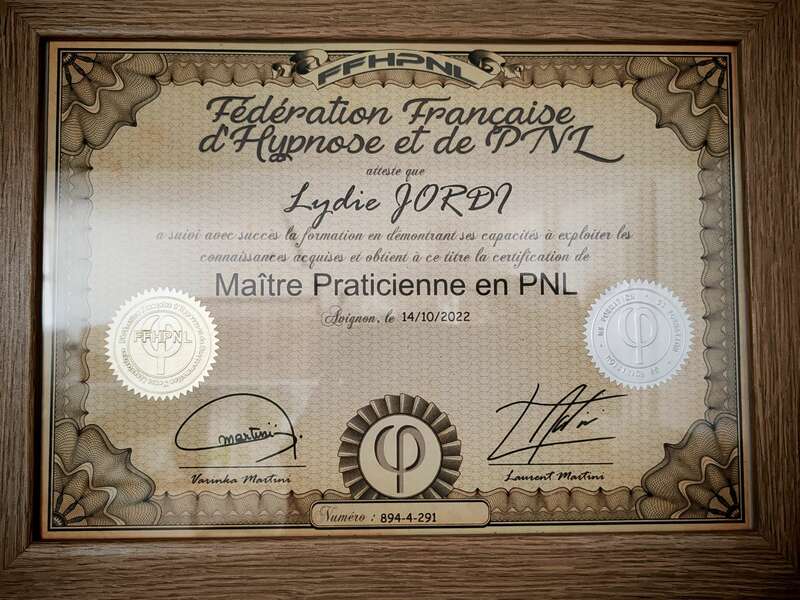 FFHPNL
Fédération Française
d'Hypnose et de PNL
atteste que
Lydie JORDI
a suivi avec succès la formation en démontrant ses capacités à exploiter les
connaissances acquises et obtient à ce titre la certification de
Maître Praticienne en PNL
Avignon, le 14/10/2022
FFHPNL
martini
Varinka Martini
Laurent Martini
Numéro : 894-4-291